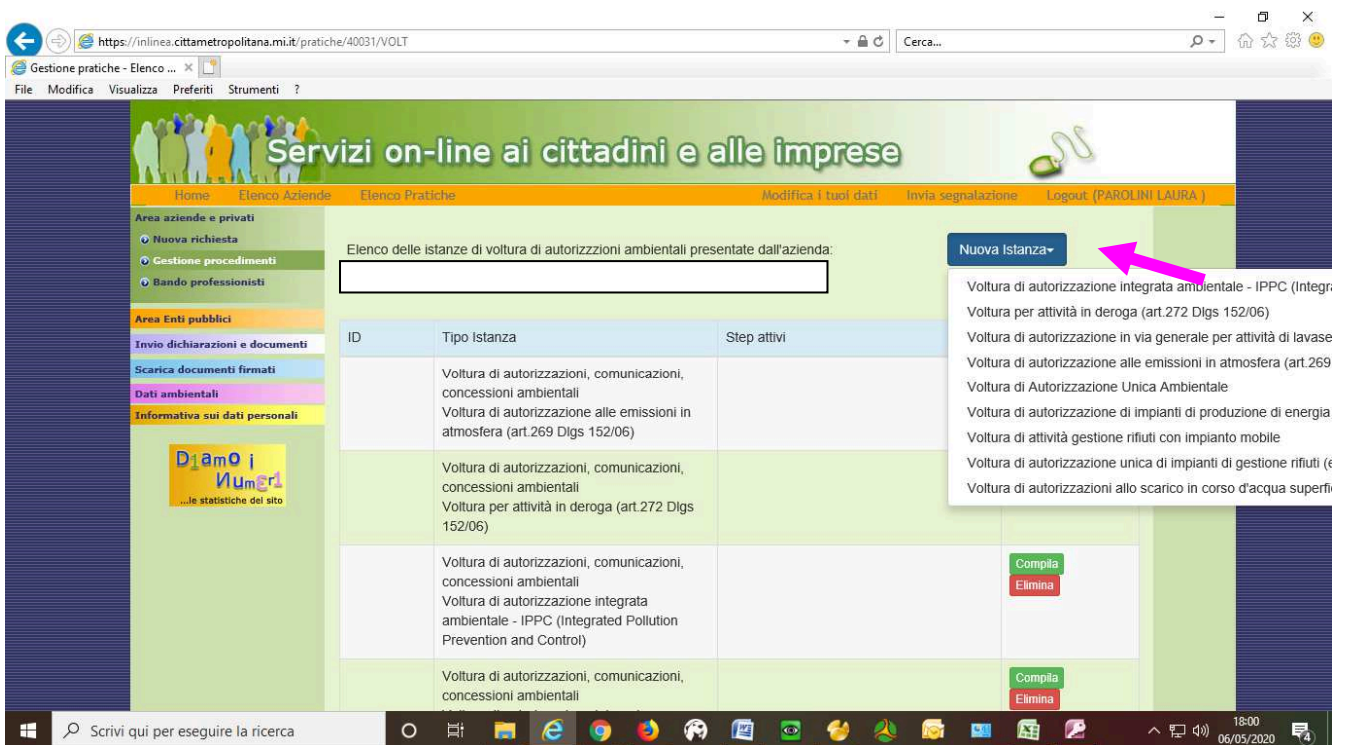 https://inlinea.cittametropolitana.mi.it/pratiche/40031/VOLT
Cerca...
Gestione pratiche - Elenco ...
File Modifica Visualizza Preferiti Strumenti ?
Servizi on-line ai cittadini e alle imprese
Home Elenco Aziende Elenco Pratiche Modifica i tuoi dati Invia segnalazione Logout (PAROLINI LAURA )
Area aziende e privati
Nuova richiesta
Gestione procedimenti
Bando professionisti
Area Enti pubblici
Invio dichiarazioni e documenti
Scarica documenti firmati
Dati ambientali
Informativa sui dati personali
D1amo i
Numer1
...le statistiche del sito
Elenco delle istanze di voltura di autorizzzioni ambientali presentate dall'azienda:
Nuova Istanza
Voltura di autorizzazione integrata ambientale - IPPC (Integra
Voltura per attività in deroga (art.272 Dlgs 152/06)
Voltura di autorizzazione in via generale per attività di lavase
Voltura di autorizzazione alle emissioni in atmosfera (art.269
Voltura di Autorizzazione Unica Ambientale
Voltura di autorizzazione di impianti di produzione di energia
Voltura di attività gestione rifiuti con impianto mobile
Voltura di autorizzazione unica di impianti di gestione rifiuti (e
Voltura di autorizzazioni allo scarico in corso d'acqua superfi
ID Tipo Istanza Step attivi
Voltura di autorizzazioni, comunicazioni,
concessioni ambientali
Voltura di autorizzazione alle emissioni in
atmosfera (art.269 Dlgs 152/06)
Voltura di autorizzazioni, comunicazioni,
concessioni ambientali
Voltura per attività in deroga (art.272 Dlgs
152/06)
Voltura di autorizzazioni, comunicazioni,
concessioni ambientali
Voltura di autorizzazione integrata
ambientale - IPPC (Integrated Pollution
Prevention and Control)
Compila
Elimina
Voltura di autorizzazioni, comunicazioni,
concessioni ambientali
Compila
Elimina
Scrivi qui per eseguire la ricerca
18:00
06/05/2020
4